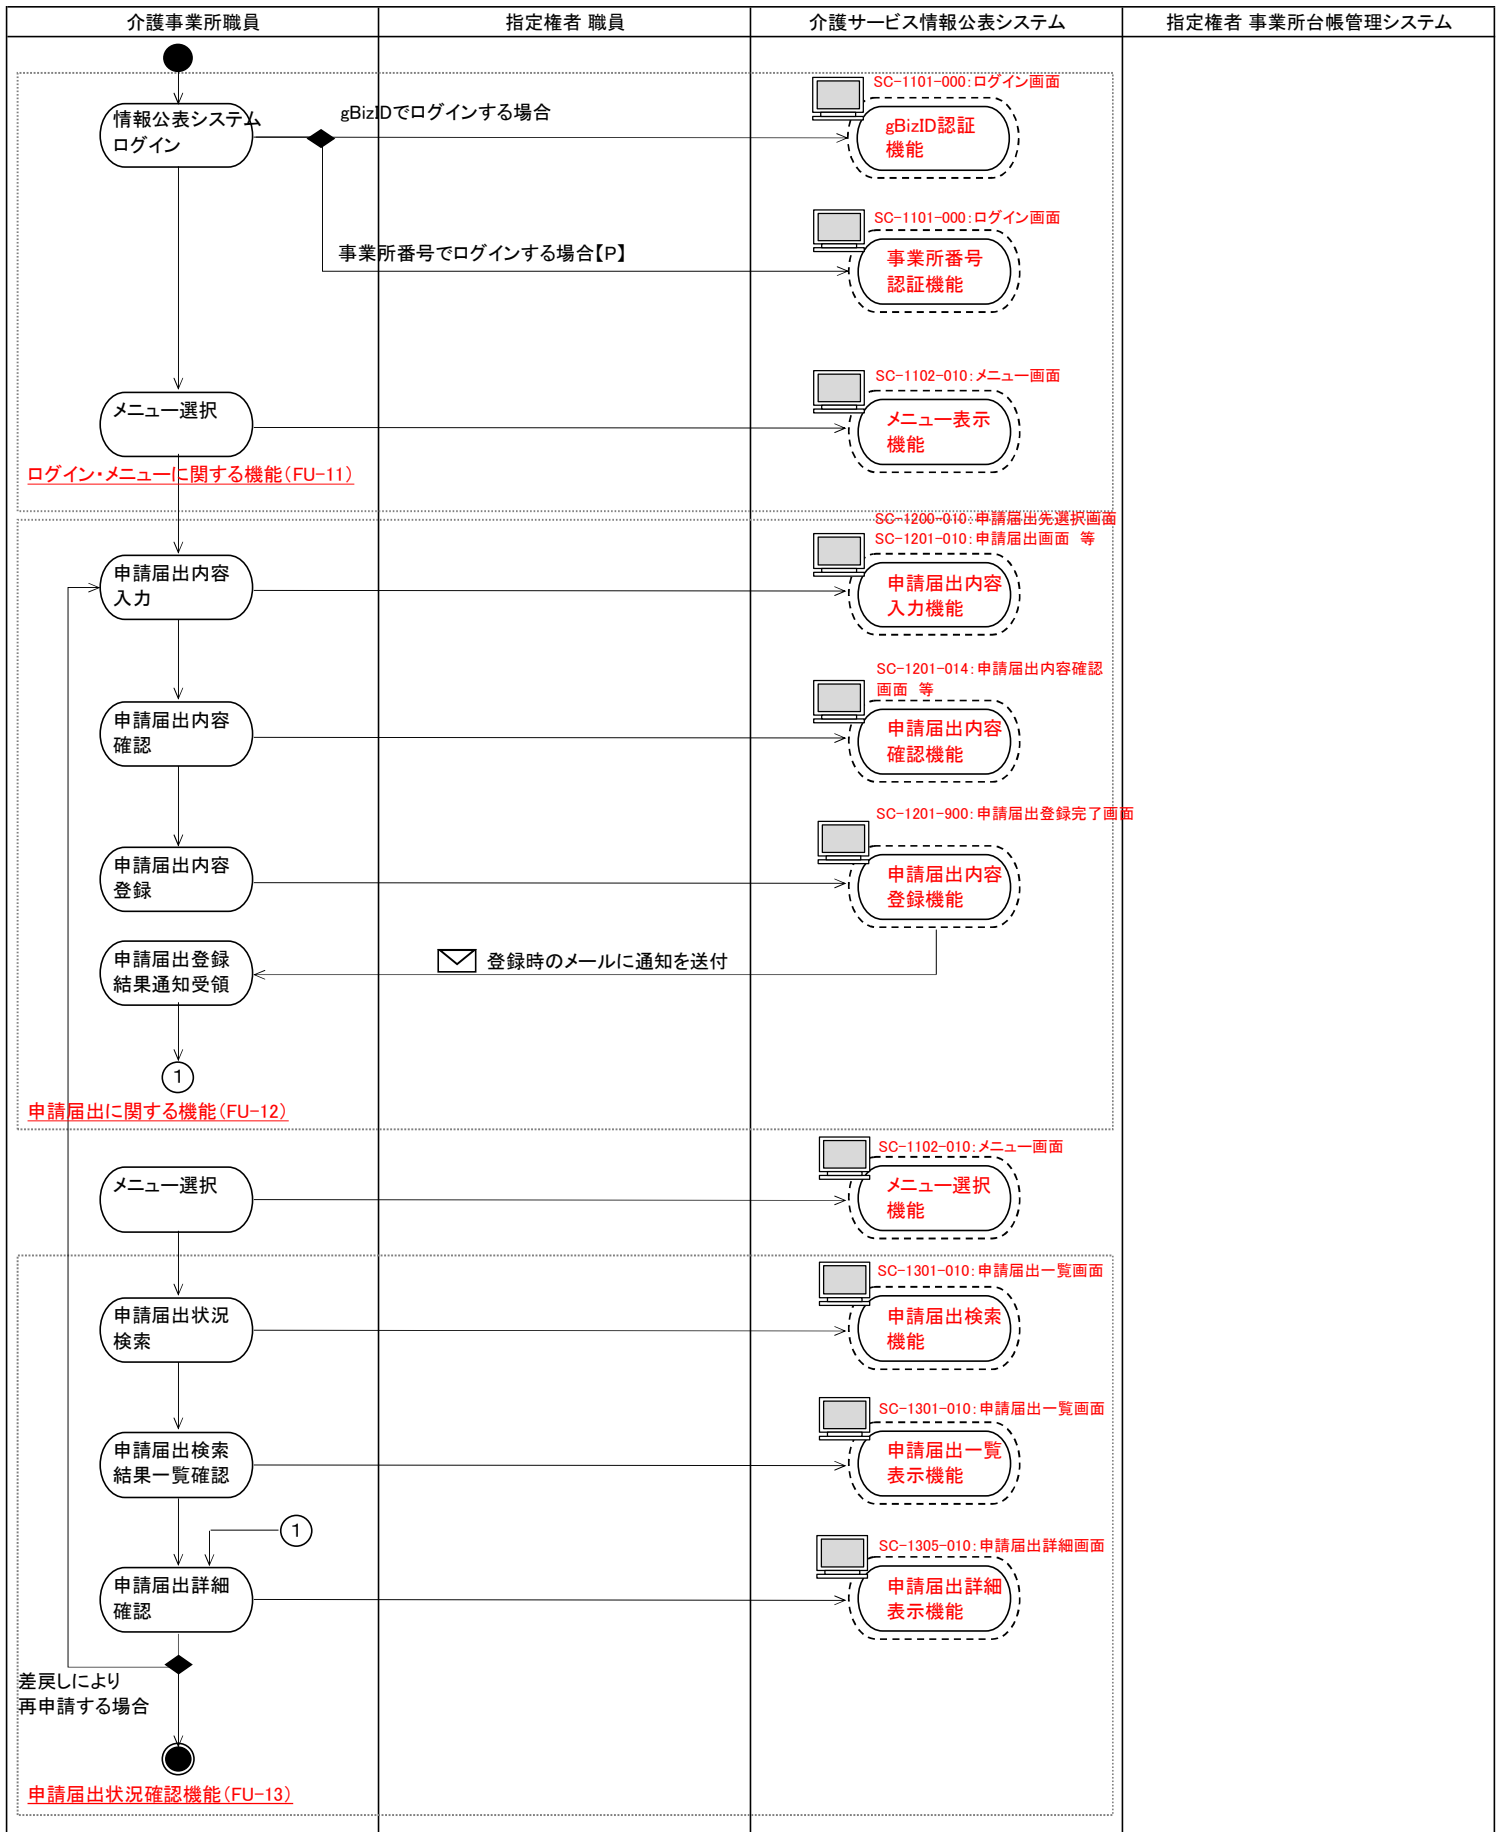 介護事業所職員
指定権者 職員
介護サービス情報公表システム
指定権者 事業所台帳管理システム
情報公表システム
ログイン
gBizIDでログインする場合
SC-1101-000:ログイン画面
gBizID認証
機能
事業所番号でログインする場合【P】
SC-1101-000:ログイン画面
事業所番号
認証機能
メニュー選択
SC-1102-010:メニュー画面
メニュー表示
機能
ログイン・メニューに関する機能(FU-11)
SC-1200-010:申請届出先選択画面
SC-1201-010:申請届出画面 等
申請届出内容
入力
申請届出内容
入力機能
SC-1201-014:申請届出内容確認
画面 等
申請届出内容
確認
申請届出内容
確認機能
SC-1201-900:申請届出登録完了画面
申請届出内容
登録
申請届出内容
登録機能
申請届出登録
結果通知受領
登録時のメールに通知を送付
1
申請届出に関する機能(FU-12)
メニュー選択
SC-1102-010:メニュー画面
メニュー選択
機能
SC-1301-010:申請届出一覧画面
申請届出状況
検索
申請届出検索
機能
SC-1301-010:申請届出一覧画面
申請届出検索
結果一覧確認
申請届出一覧
表示機能
1
SC-1305-010:申請届出詳細画面
申請届出詳細
確認
申請届出詳細
表示機能
差戻しにより
再申請する場合
申請届出状況確認機能(FU-13)